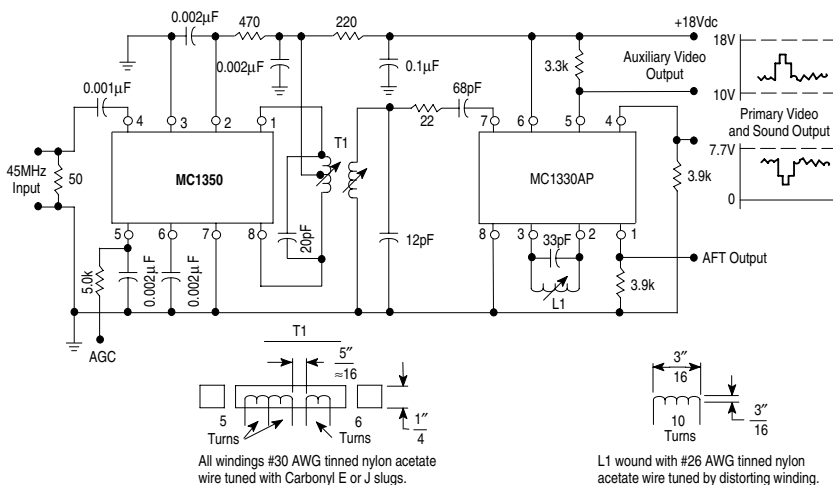 0.002µF
470
220
+18Vdc
18V
0.002µF
0.1µF
3.3k
Auxiliary Video
Output
10V
0.001µF
68pF
22
4
3
2
1
T1
7
6
5
4
Primary Video
and Sound Output
7.7V
45MHz
Input
50
MC1350
MC1330AP
3.9k
0
20pF
12pF
33pF
5
6
7
8
8
3
2
1
L1
AFT Output
5.0k
0.002µF
0.002µF
3.9k
AGC
T1
5″
≈16
3″
16
5
Turns
6
Turns
1″
4
10
Turns
3″
16
All windings #30 AWG tinned nylon acetate
wire tuned with Carbonyl E or J slugs.
L1 wound with #26 AWG tinned nylon
acetate wire tuned by distorting winding.